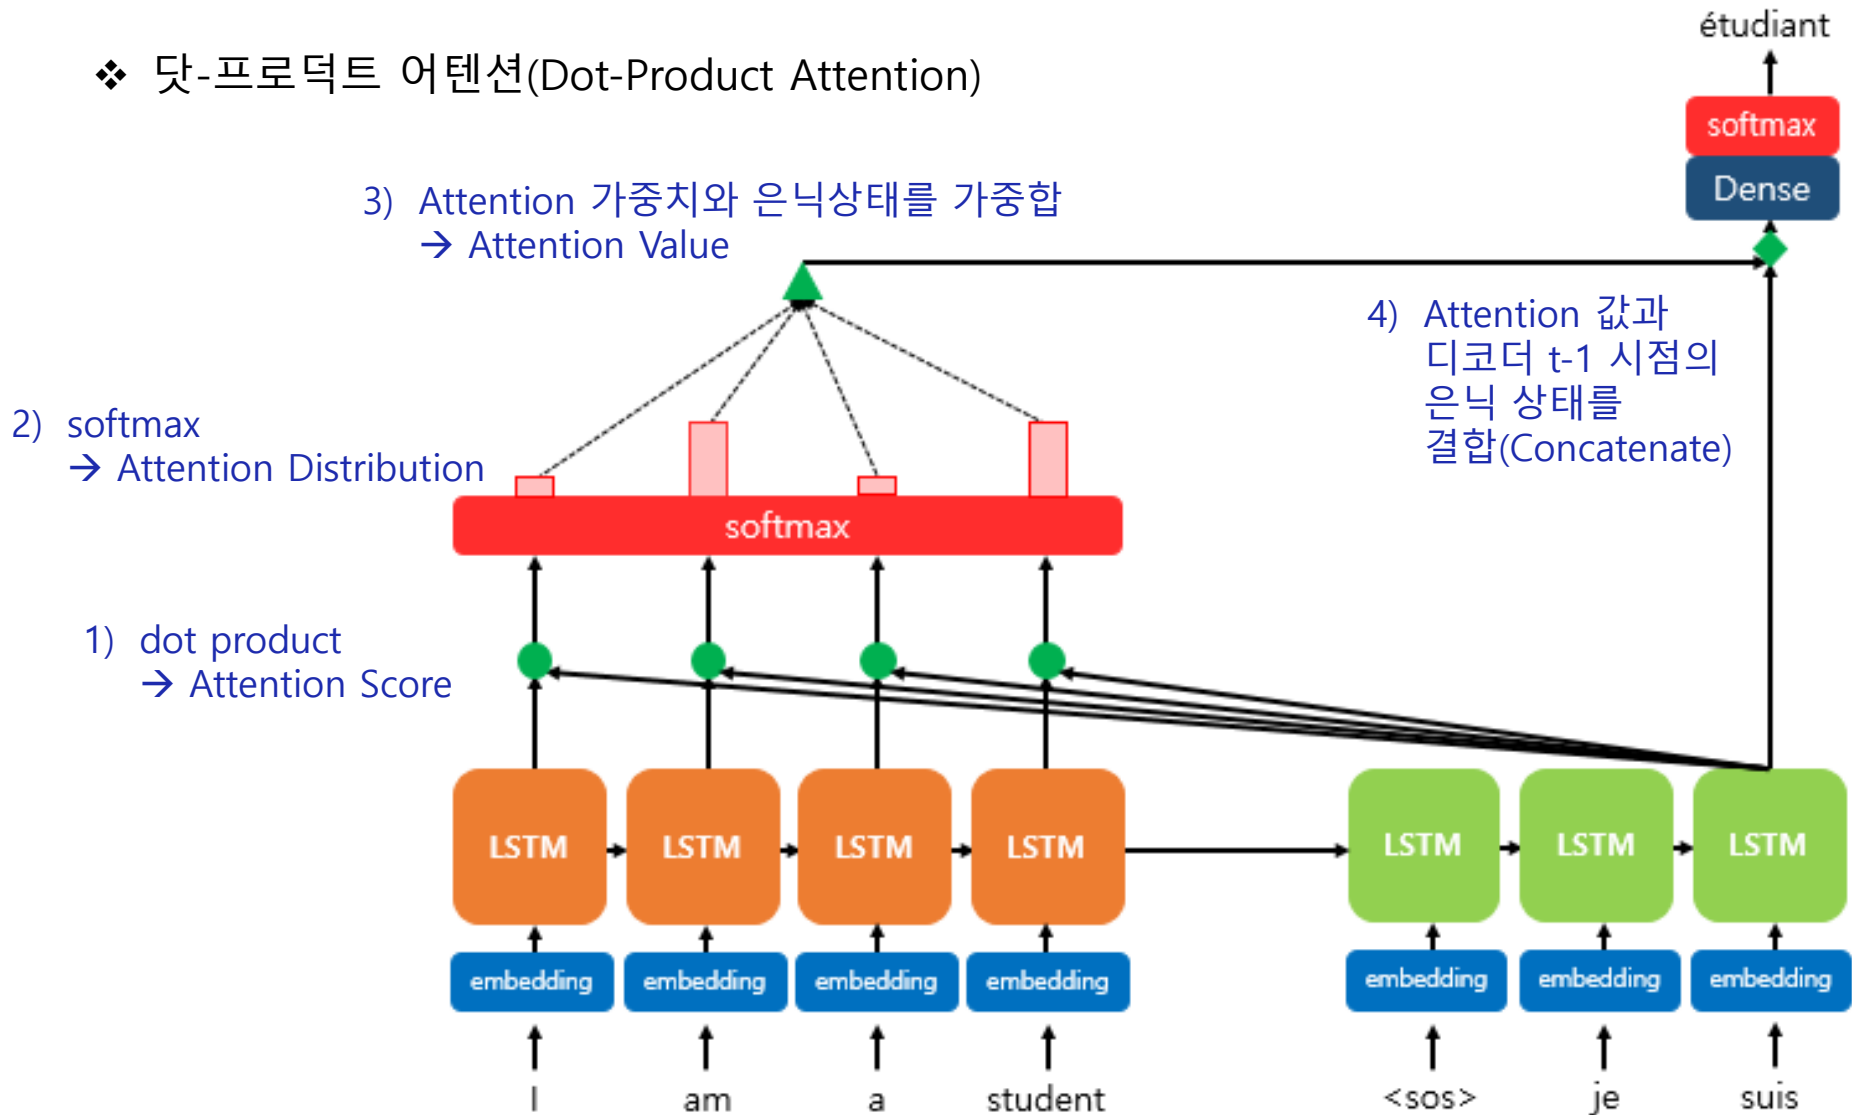 ❖ 닷-프로덕트 어텐션(Dot-Product Attention)
étudiant
softmax
Dense
3) Attention 가중치와 은닉상태를 가중합
→ Attention Value
4) Attention 값과
디코더 t-1 시점의
은닉 상태를
결합(Concatenate)
2) softmax
→ Attention Distribution
softmax
1) dot product
→ Attention Score
LSTM LSTM LSTM LSTM LSTM LSTM LSTM
embedding embedding embedding embedding embedding embedding embedding
I am a student <sos> je suis